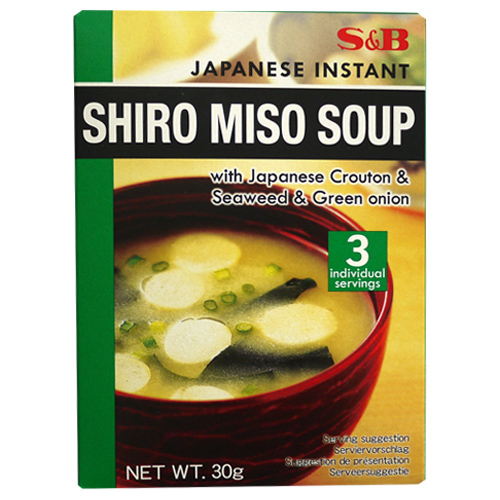 S&B
JAPANESE INSTANT
SHIRO MISO SOUP
with Japanese Crouton &
Seaweed & Green onion
3
individual
servings
Serving suggestion
Serviervorschlag
Suggestion de présentation
Serveersuggestie
NET WT. 30g